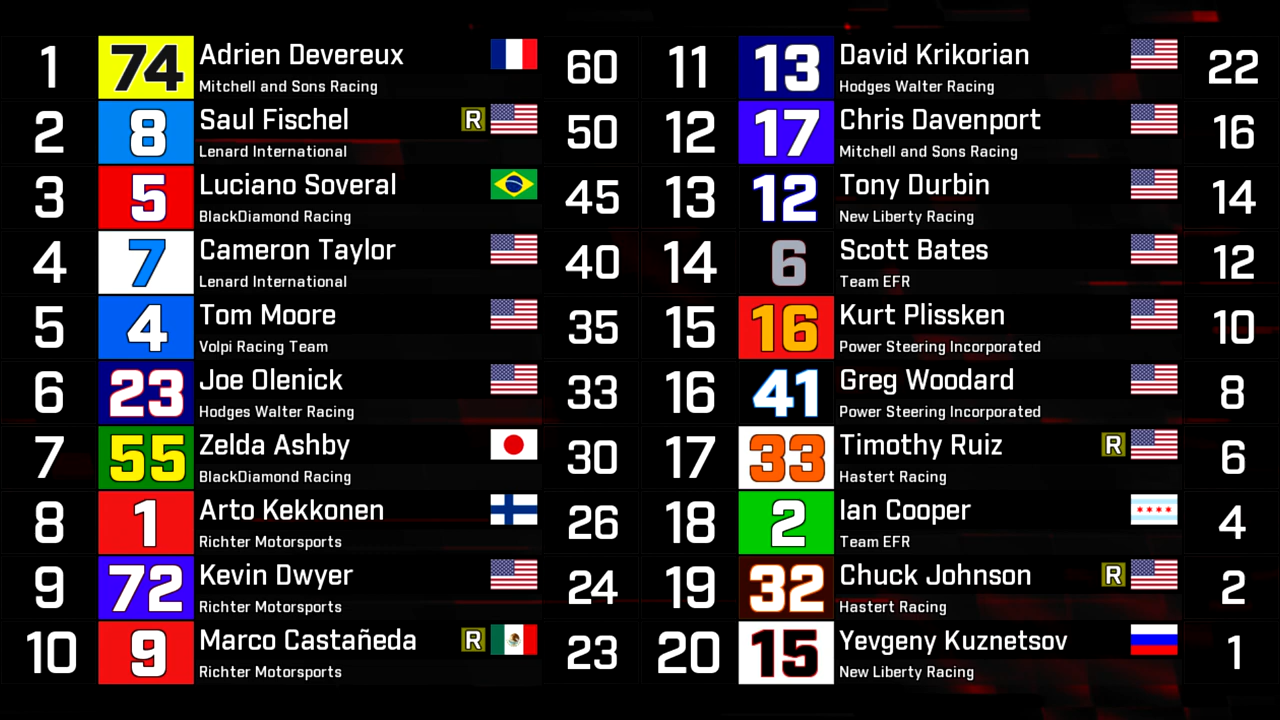 1 74 Adrien Devereux 60
Mitchell and Sons Racing
2 8 Saul Fischel R 50
Lenard International
3 5 Luciano Soveral 45
BlackDiamond Racing
4 7 Cameron Taylor 40
Lenard International
5 4 Tom Moore 35
Volpi Racing Team
6 23 Joe Olenick 33
Hodges Walter Racing
7 55 Zelda Ashby 30
BlackDiamond Racing
8 1 Arto Kekkonen 26
Richter Motorsports
9 72 Kevin Dwyer 24
Richter Motorsports
10 9 Marco Castañeda R 23
Richter Motorsports
11 13 David Krikorian 22
Hodges Walter Racing
12 17 Chris Davenport 16
Mitchell and Sons Racing
13 12 Tony Durbin 14
New Liberty Racing
14 6 Scott Bates 12
Team EFR
15 16 Kurt Plissken 10
Power Steering Incorporated
16 41 Greg Woodard 8
Power Steering Incorporated
17 33 Timothy Ruiz R 6
Hastert Racing
18 2 Ian Cooper 4
Team EFR
19 32 Chuck Johnson R 2
Hastert Racing
20 15 Yevgeny Kuznetsov 1
New Liberty Racing